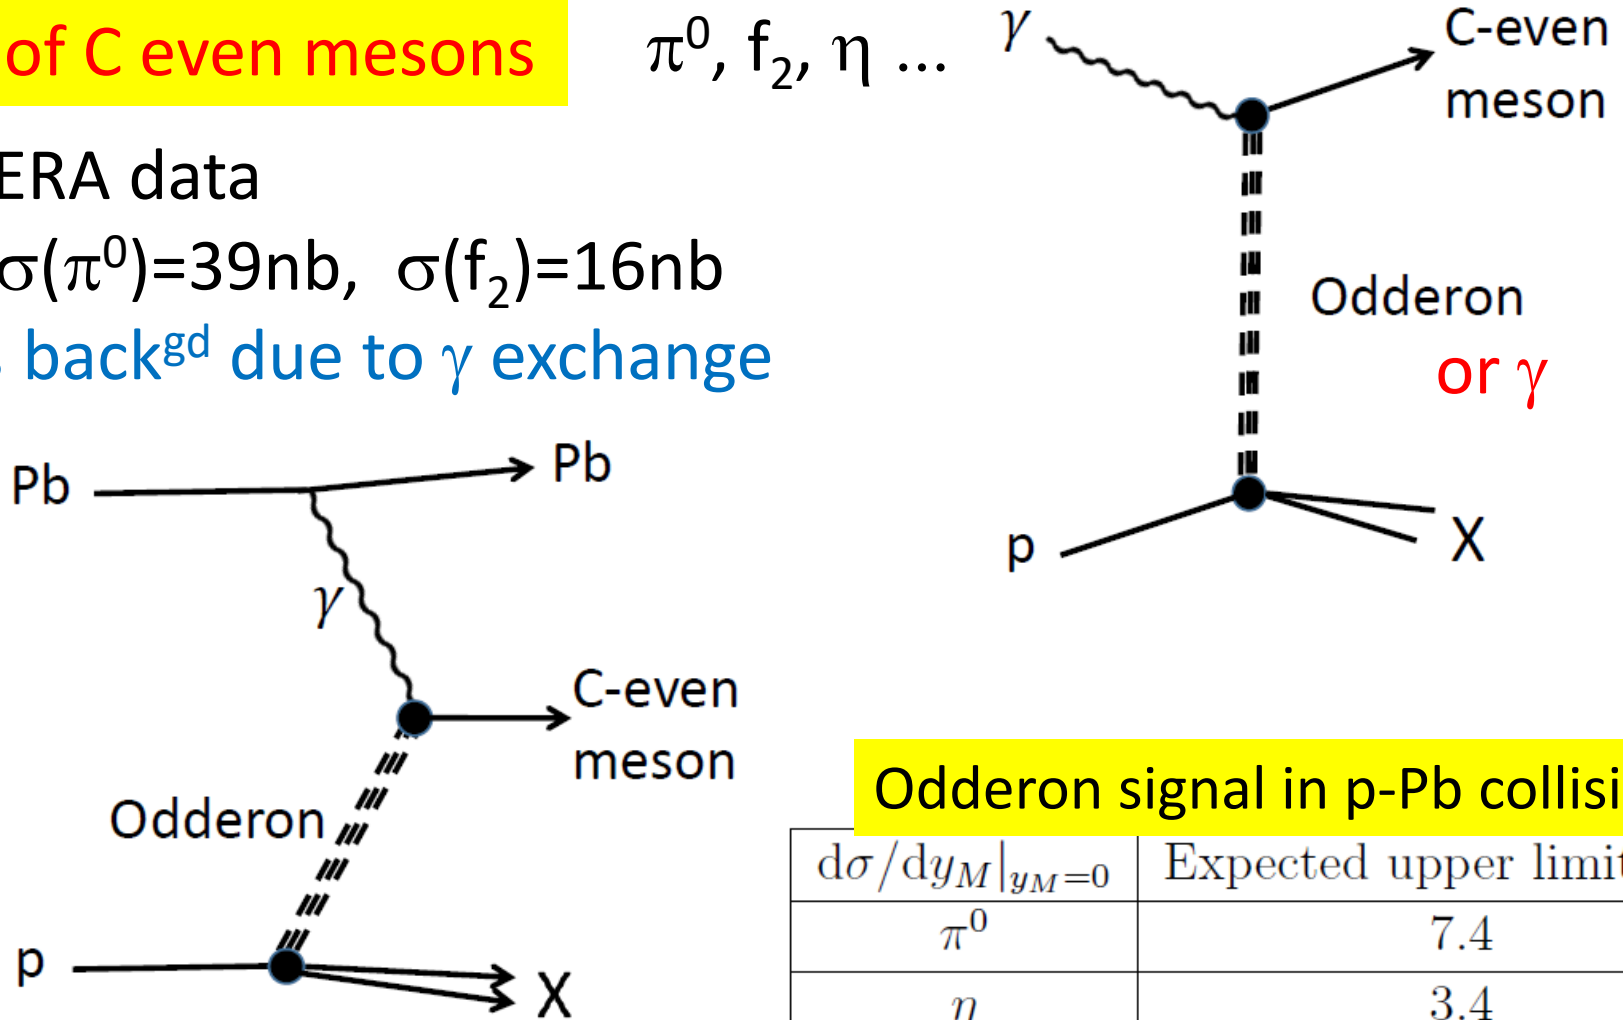 of C even mesons
π⁰, f₂, η ...
ERA data
σ(π⁰)=39nb, σ(f₂)=16nb
backᵍᵈ due to γ exchange
γ
C-even
meson
Odderon
or γ
p
X
Pb
Pb
γ
C-even
meson
Odderon
p
X
Odderon signal in p-Pb collisi
dσ/dy_M|_{y_M=0} Expected upper limit
π⁰ 7.4
η 3.4